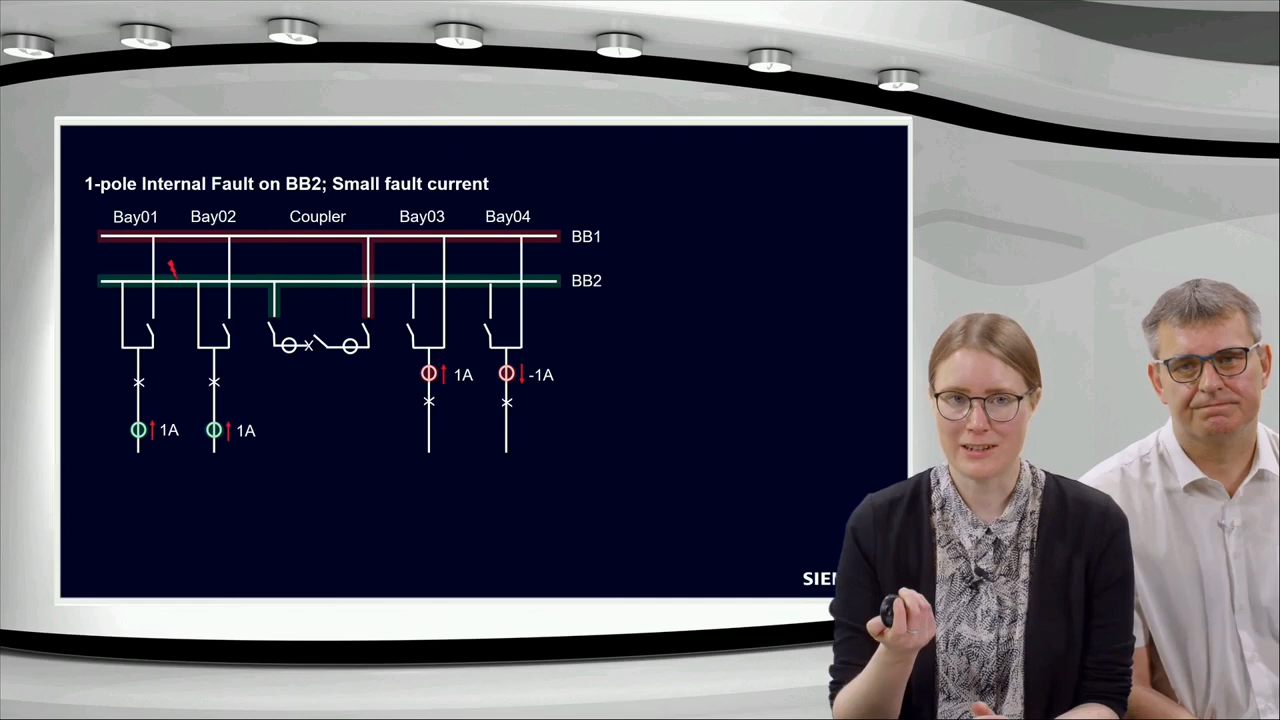 1-pole Internal Fault on BB2; Small fault current
Bay01 Bay02 Coupler Bay03 Bay04
BB1
BB2
1A -1A
1A 1A